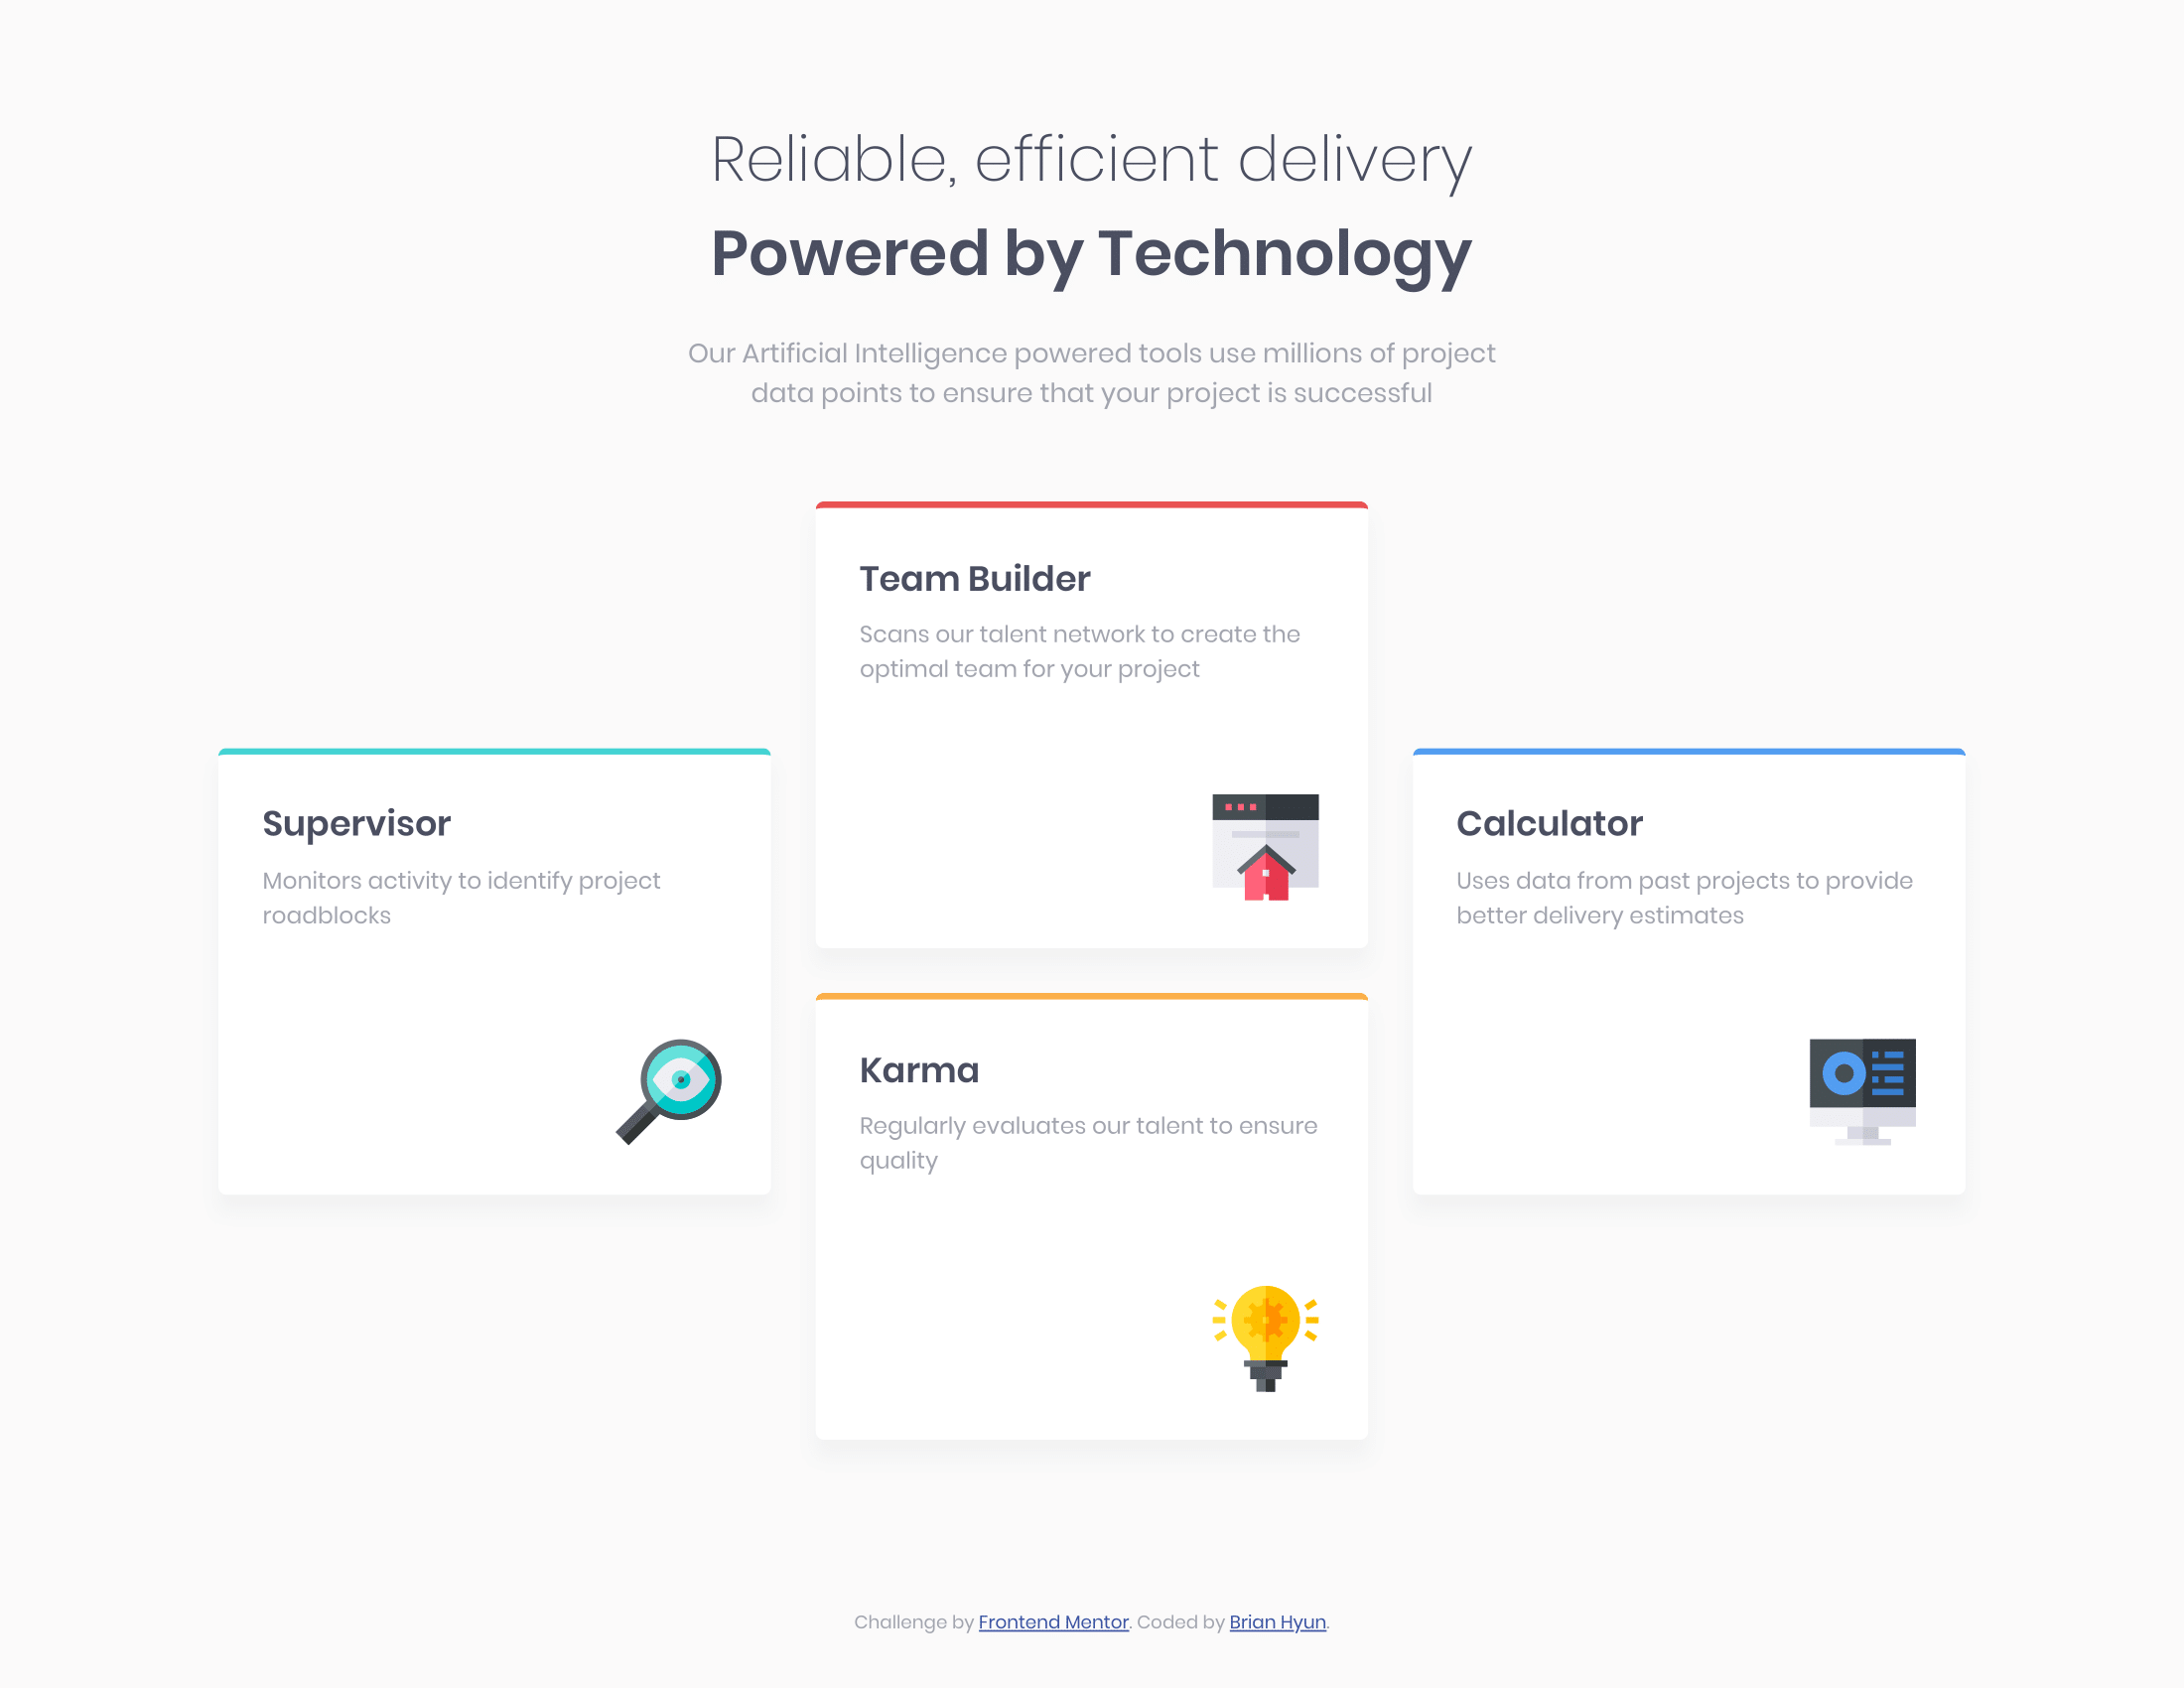 Reliable, efficient delivery
Powered by Technology
Our Artificial Intelligence powered tools use millions of project
data points to ensure that your project is successful
Supervisor
Monitors activity to identify project
roadblocks
Team Builder
Scans our talent network to create the
optimal team for your project
Karma
Regularly evaluates our talent to ensure
quality
Calculator
Uses data from past projects to provide
better delivery estimates
Challenge by Frontend Mentor. Coded by Brian Hyun.